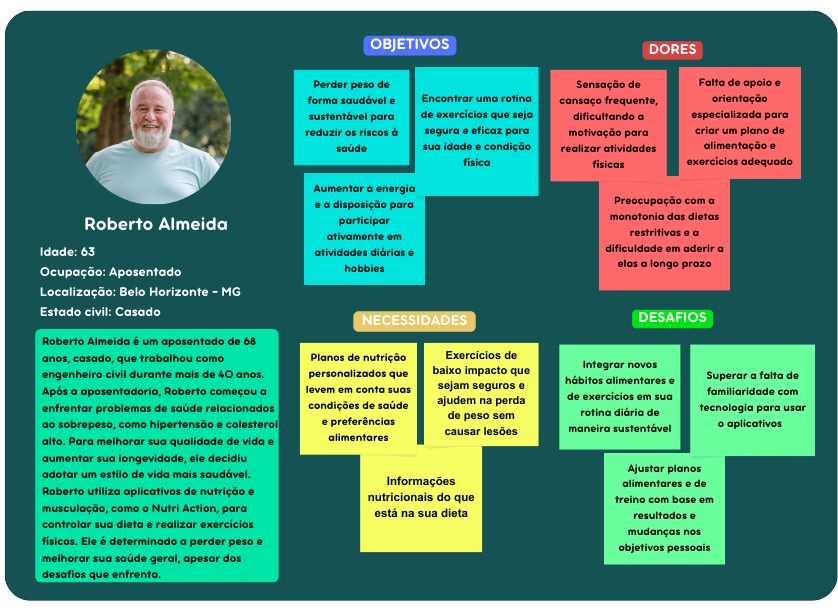 Roberto Almeida
Idade: 63
Ocupação: Aposentado
Localização: Belo Horizonte - MG
Estado civil: Casado
Roberto Almeida é um aposentado de 68
anos, casado, que trabalhou como
engenheiro civil durante mais de 40 anos.
Após a aposentadoria, Roberto começou a
enfrentar problemas de saúde relacionados
ao sobrepeso, como hipertensão e colesterol
alto. Para melhorar sua qualidade de vida e
aumentar sua longevidade, ele decidiu
adotar um estilo de vida mais saudável.
Roberto utiliza aplicativos de nutrição e
musculação, como o Nutri Action, para
controlar sua dieta e realizar exercícios
físicos. Ele é determinado a perder peso e
melhorar sua saúde geral, apesar dos
desafios que enfrenta.
OBJETIVOS
Perder peso de
forma saudável e
sustentável para
reduzir os riscos à
saúde
Encontrar uma rotina
de exercícios que seja
segura e eficaz para
sua idade e condição
física
Aumentar a energia
e a disposição para
participar
ativamente em
atividades diárias e
hobbies
DORES
Sensação de
cansaço frequente,
dificultando a
motivação para
realizar atividades
físicas
Falta de apoio e
orientação
especializada para
criar um plano de
alimentação e
exercícios adequado
Preocupação com a
monotonia das dietas
restritivas e a
dificuldade em aderir a
elas a longo prazo
NECESSIDADES
Planos de nutrição
personalizados que
levem em conta suas
condições de saúde
e preferências
alimentares
Exercícios de
baixo impacto que
sejam seguros e
ajudem na perda
de peso sem
causar lesões
Informações
nutricionais do que
está na sua dieta
DESAFIOS
Integrar novos
hábitos alimentares e
de exercícios em sua
rotina diária de
maneira sustentável
Superar a falta de
familiaridade com
tecnologia para usar
o aplicativos
Ajustar planos
alimentares e de
treino com base em
resultados e
mudanças nos
objetivos pessoais